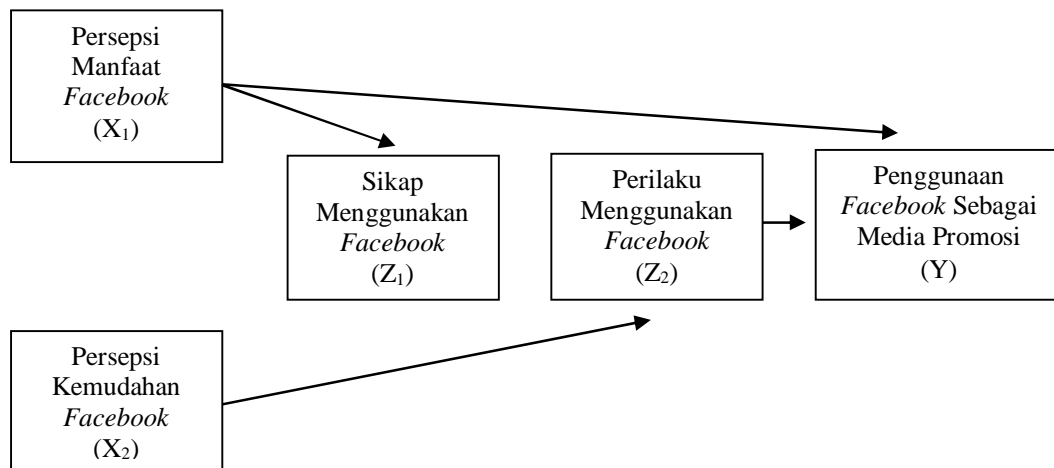 Persepsi
Manfaat
Facebook
(X₁)
Sikap
Menggunakan
Facebook
(Z₁)
Perilaku
Menggunakan
Facebook
(Z₂)
Penggunaan
Facebook Sebagai
Media Promosi
(Y)
Persepsi
Kemudahan
Facebook
(X₂)